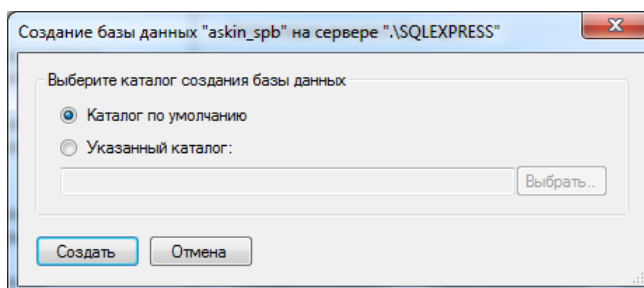 Создание базы данных "askin_spb" на сервере ".\SQLEXPRESS"
Выберите каталог создания базы данных
Каталог по умолчанию
Указанный каталог:
Выбрать..
Создать
Отмена